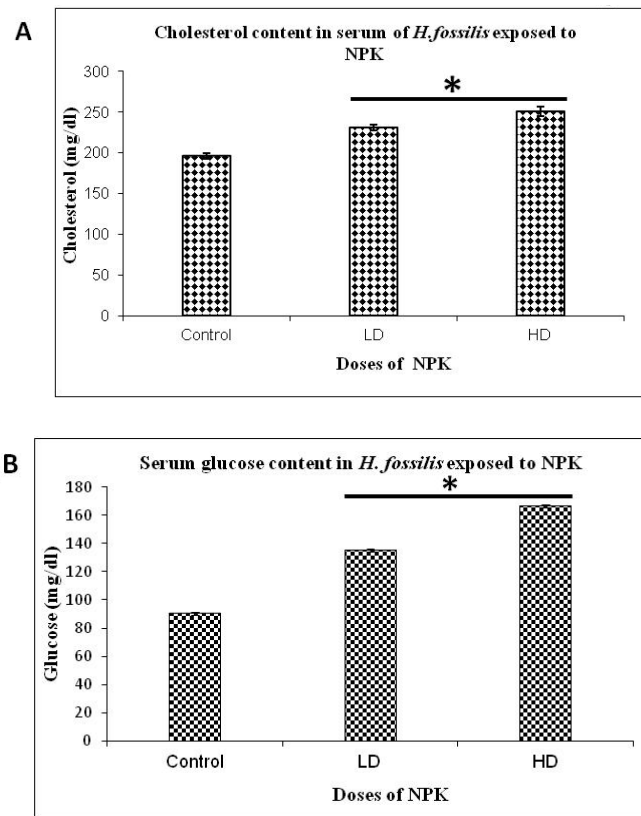 A
Cholesterol content in serum of H.fossilis exposed to
NPK
*
300
250
200
150
100
50
0
Cholesterol (mg/dl)
Control LD HD
Doses of NPK
B
Serum glucose content in H. fossilis exposed to NPK
*
180
160
140
120
100
80
60
40
20
0
Glucose (mg/dl)
Control LD HD
Doses of NPK